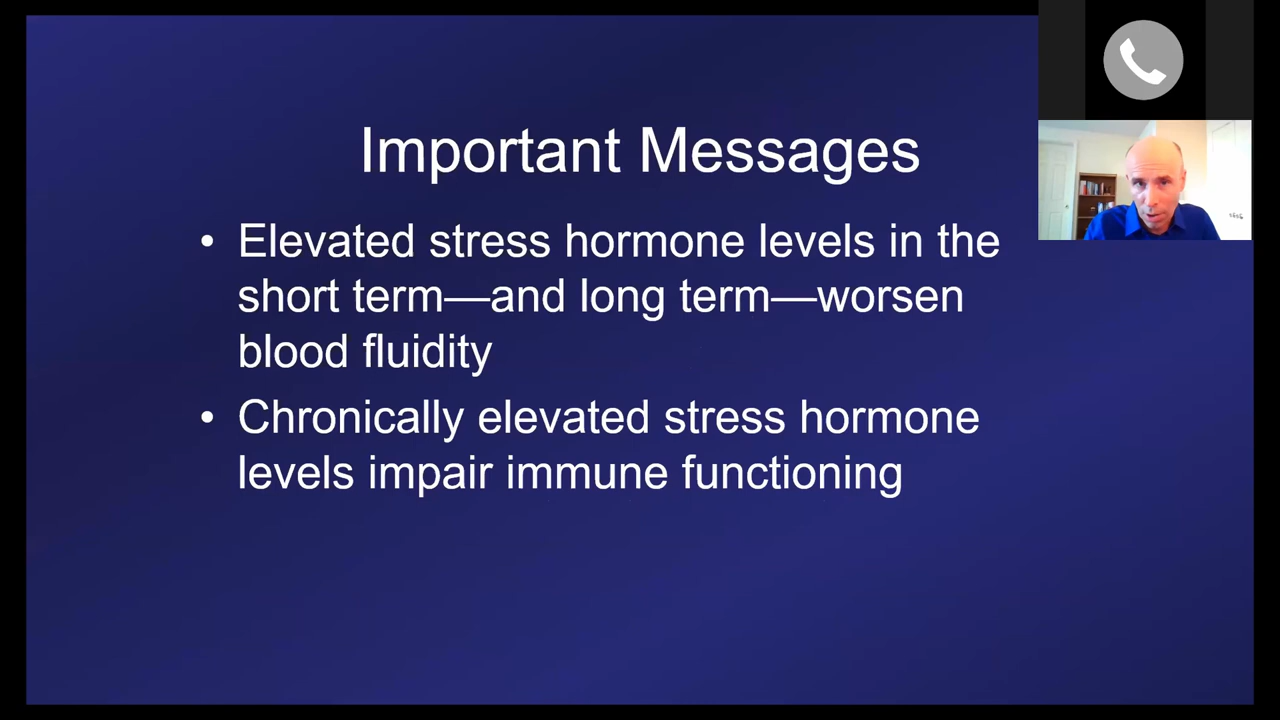 Important Messages
• Elevated stress hormone levels in the
short term—and long term—worsen
blood fluidity
• Chronically elevated stress hormone
levels impair immune functioning